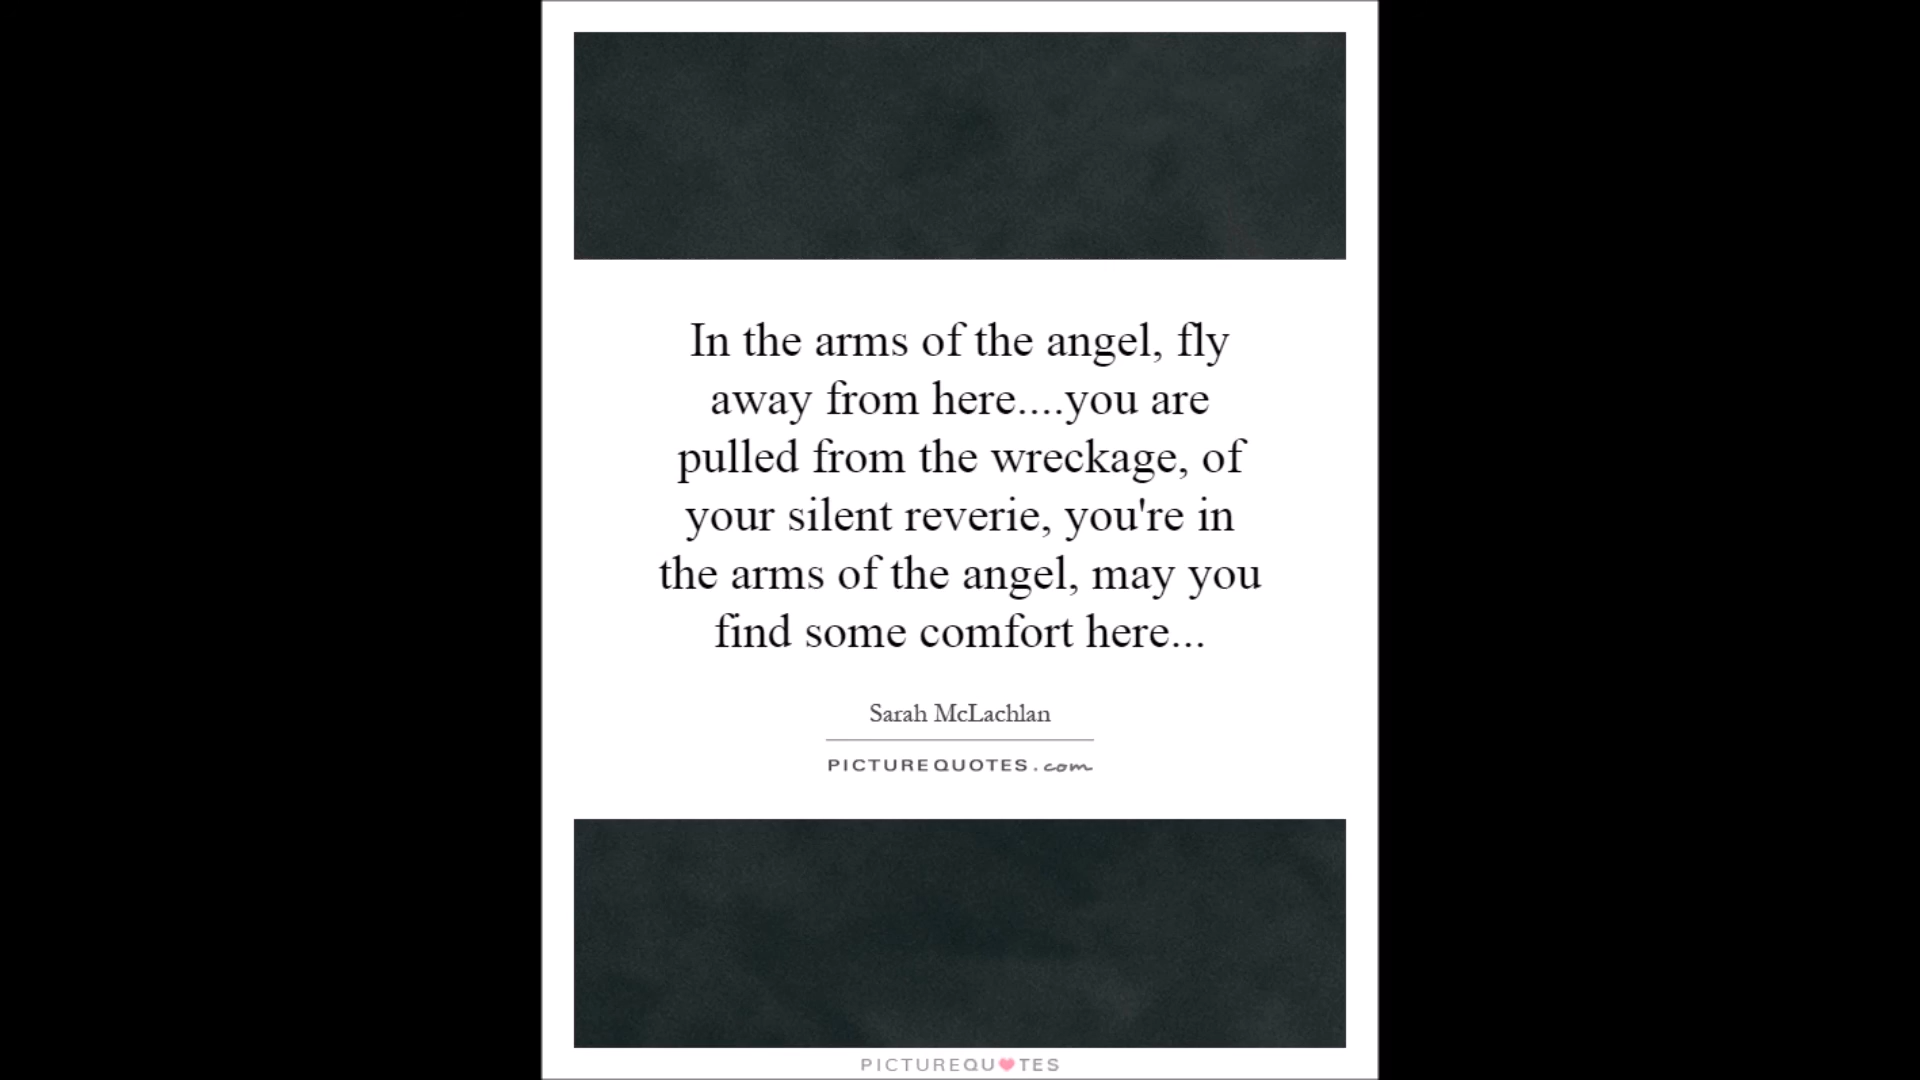 In the arms of the angel, fly
away from here....you are
pulled from the wreckage, of
your silent reverie, you're in
the arms of the angel, may you
find some comfort here...
Sarah McLachlan
PICTUREQUOTES.com
PICTUREQU♥TES